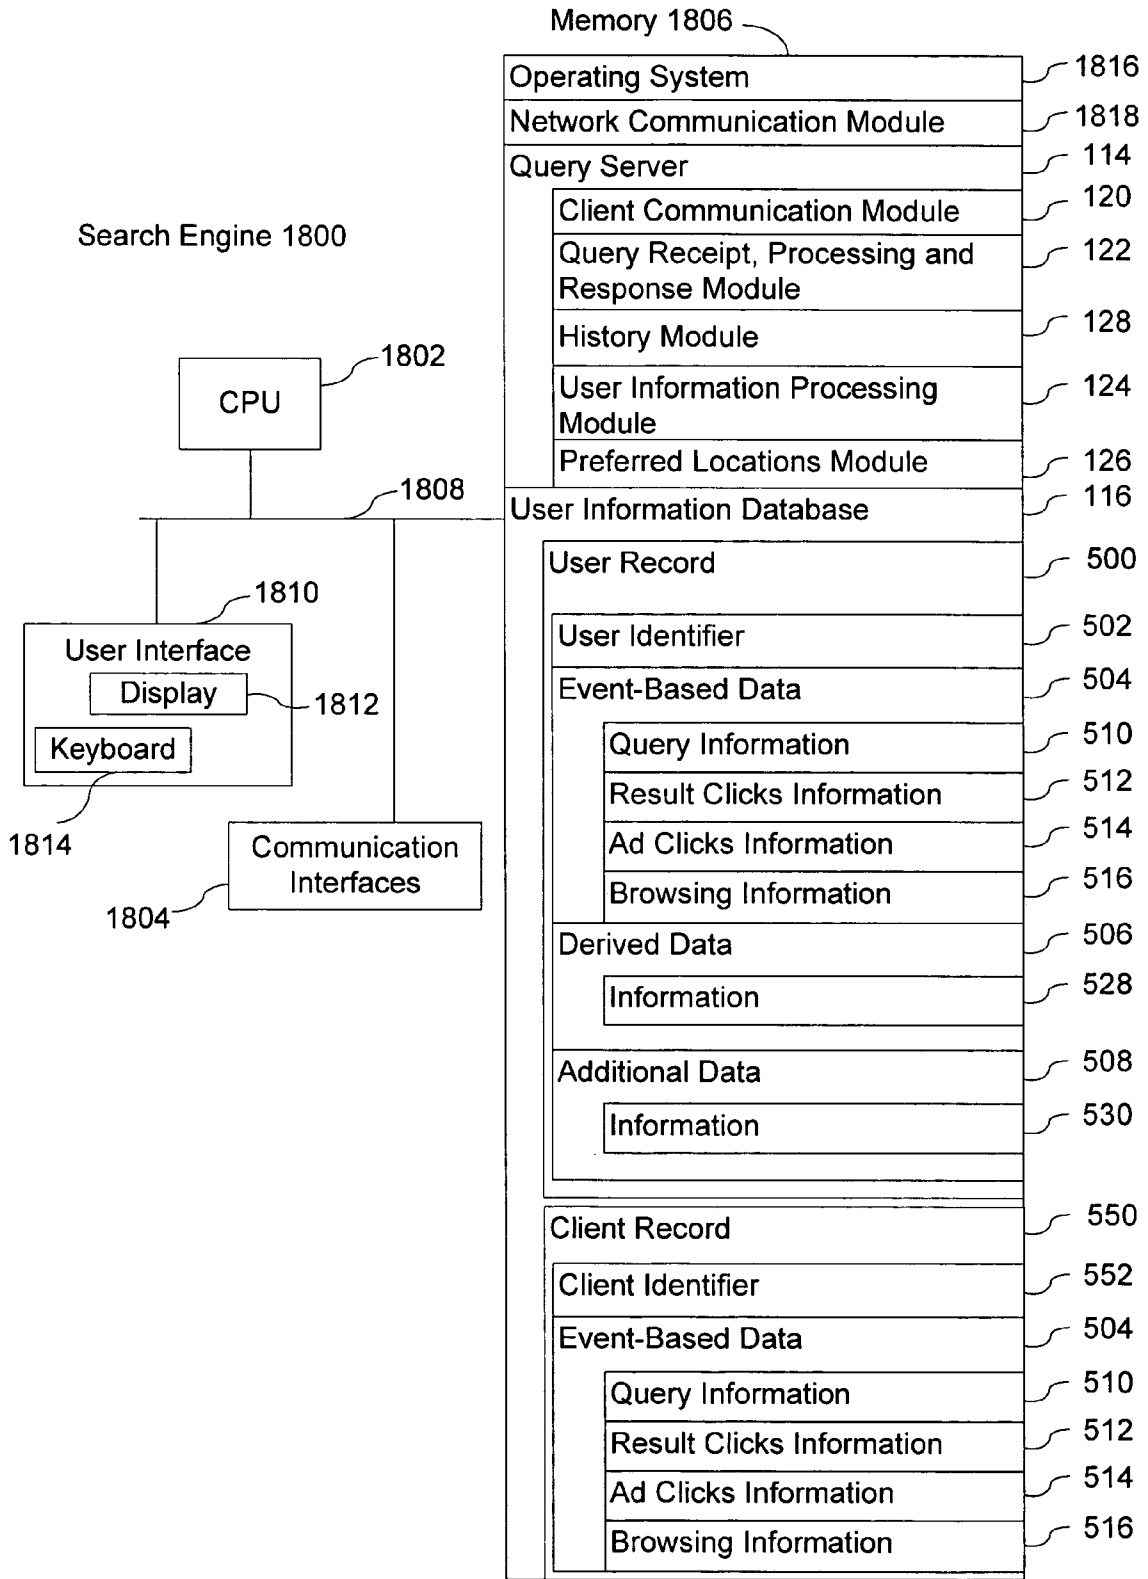 Memory 1806
Operating System 1816
Network Communication Module 1818
Query Server 114
Client Communication Module 120
Query Receipt, Processing and
Response Module 122
History Module 128
User Information Processing
Module 124
Preferred Locations Module 126
User Information Database 116
User Record 500
User Identifier 502
Event-Based Data 504
Query Information 510
Result Clicks Information 512
Ad Clicks Information 514
Browsing Information 516
Derived Data 506
Information 528
Additional Data 508
Information 530
Client Record 550
Client Identifier 552
Event-Based Data 504
Query Information 510
Result Clicks Information 512
Ad Clicks Information 514
Browsing Information 516
Search Engine 1800
1802
CPU
1808
1810
User Interface
Display
1812
Keyboard
1814
Communication
Interfaces
1804